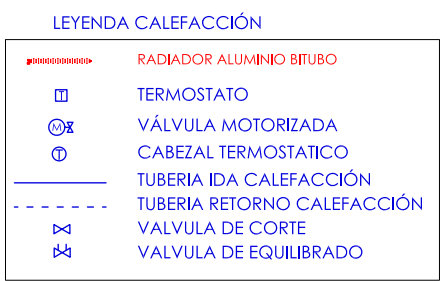 LEYENDA CALEFACCIÓN
RADIADOR ALUMINIO BITUBO
T TERMOSTATO
M VÁLVULA MOTORIZADA
T CABEZAL TERMOSTATICO
TUBERIA IDA CALEFACCIÓN
TUBERIA RETORNO CALEFACCIÓN
VALVULA DE CORTE
VALVULA DE EQUILIBRADO